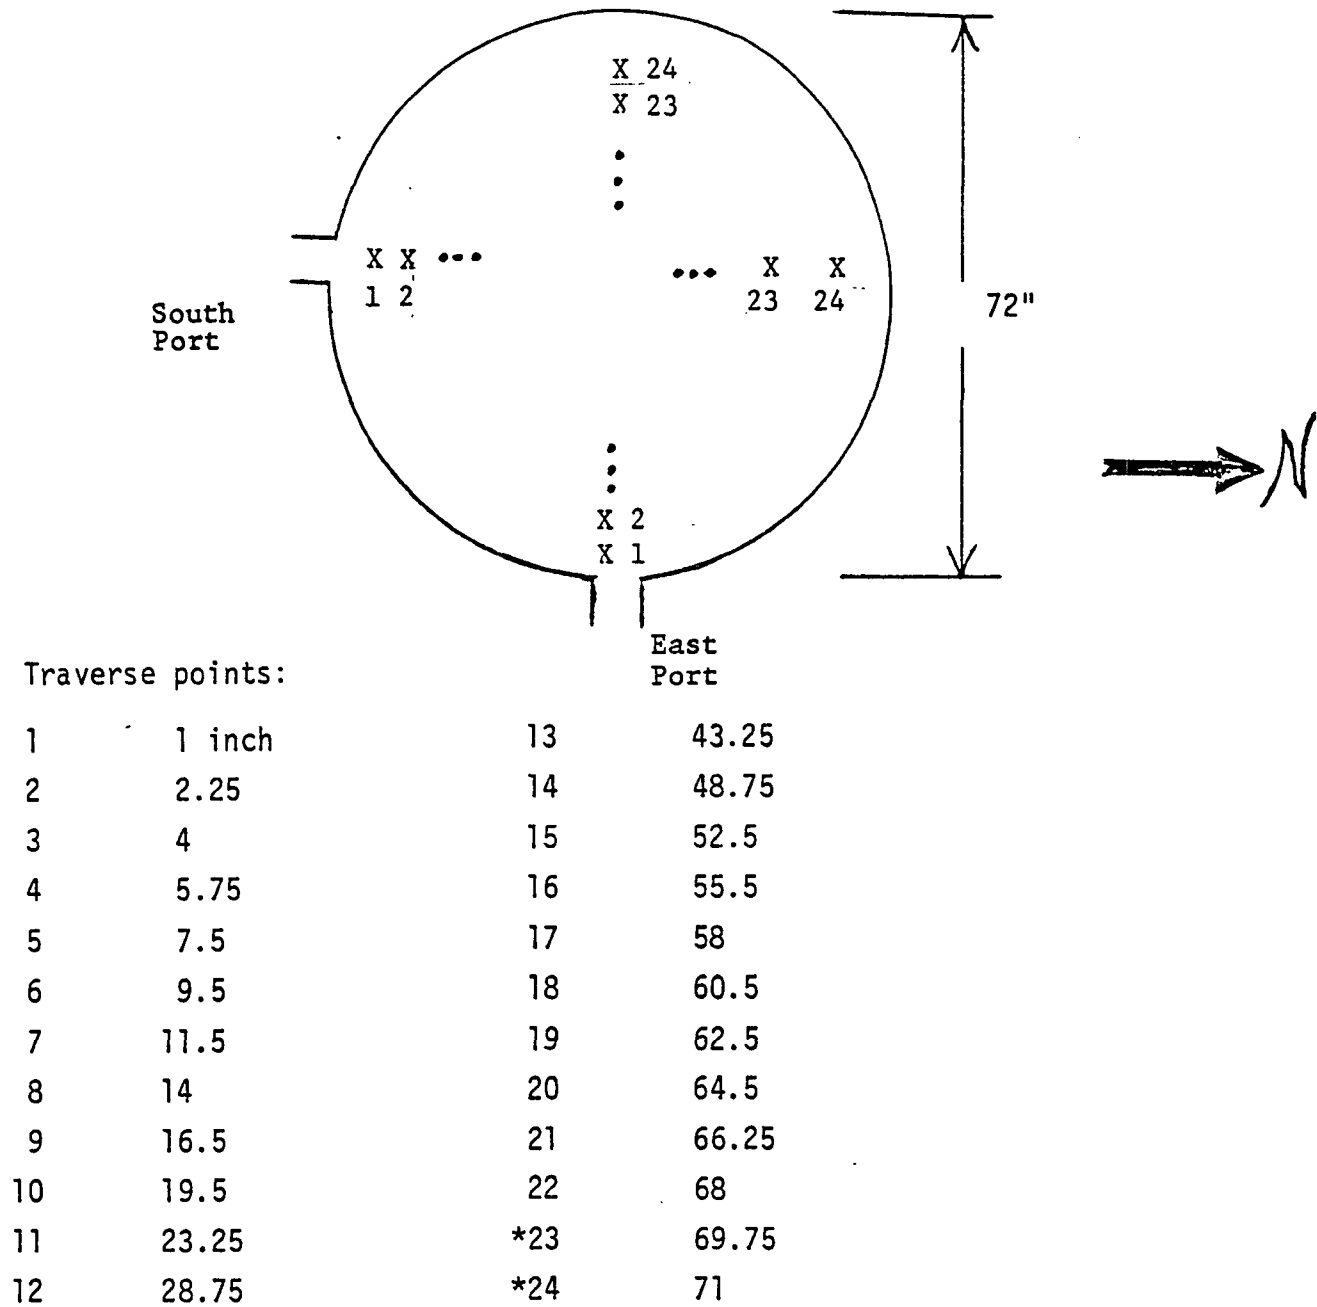 X 24
X 23
X X
1 2
X X
23 24
South
Port
72"
N
X 2
X 1
East
Port
Traverse points:
1 1 inch 13 43.25
2 2.25 14 48.75
3 4 15 52.5
4 5.75 16 55.5
5 7.5 17 58
6 9.5 18 60.5
7 11.5 19 62.5
8 14 20 64.5
9 16.5 21 66.25
10 19.5 22 68
11 23.25 *23 69.75
12 28.75 *24 71